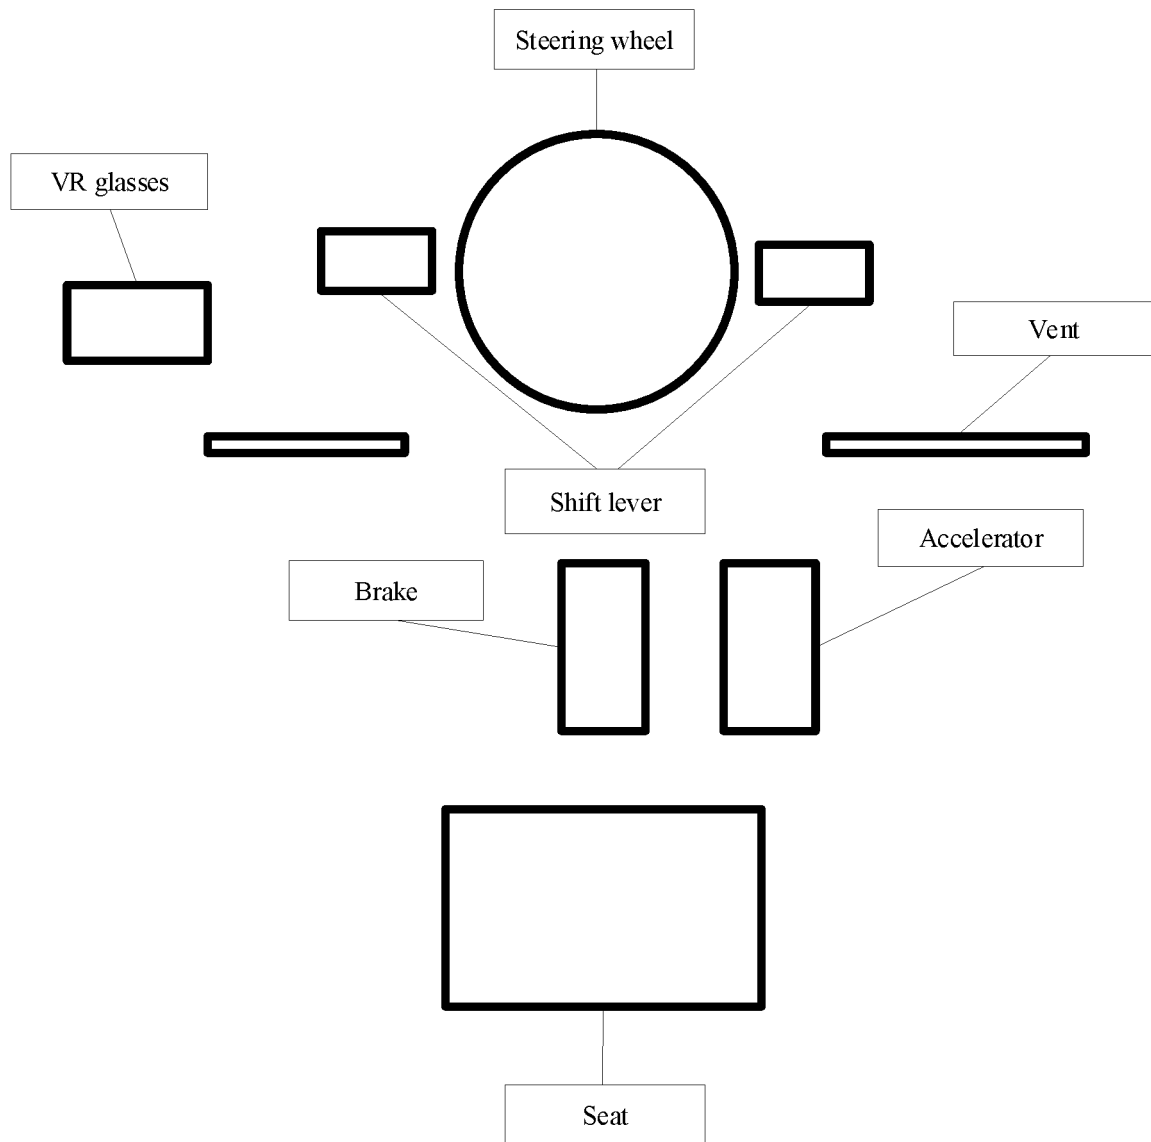 Steering wheel
VR glasses
Vent
Shift lever
Accelerator
Brake
Seat